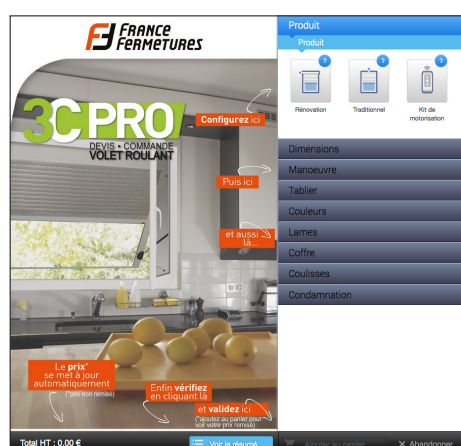 FRANCE
FERMETURES
3C PRO
DEVIS • COMMANDE
VOLET ROULANT
Configurez ici
Puis ici
et aussi
là...
Le prix*
se met à jour
automatiquement
(*prix non remisé)
Enfin vérifiez
en cliquant là
et validez ici
(*ajoutez au panier pour
voir votre prix remisé)
Total HT : 0.00 €
Voir le résumé
Produit
Produit
?
?
?
Rénovation
Traditionnel
Kit de
motorisation
Dimensions
Manoeuvre
Tablier
Couleurs
Lames
Coffre
Coulisses
Condamnation
Ajouter au panier
Abandonner